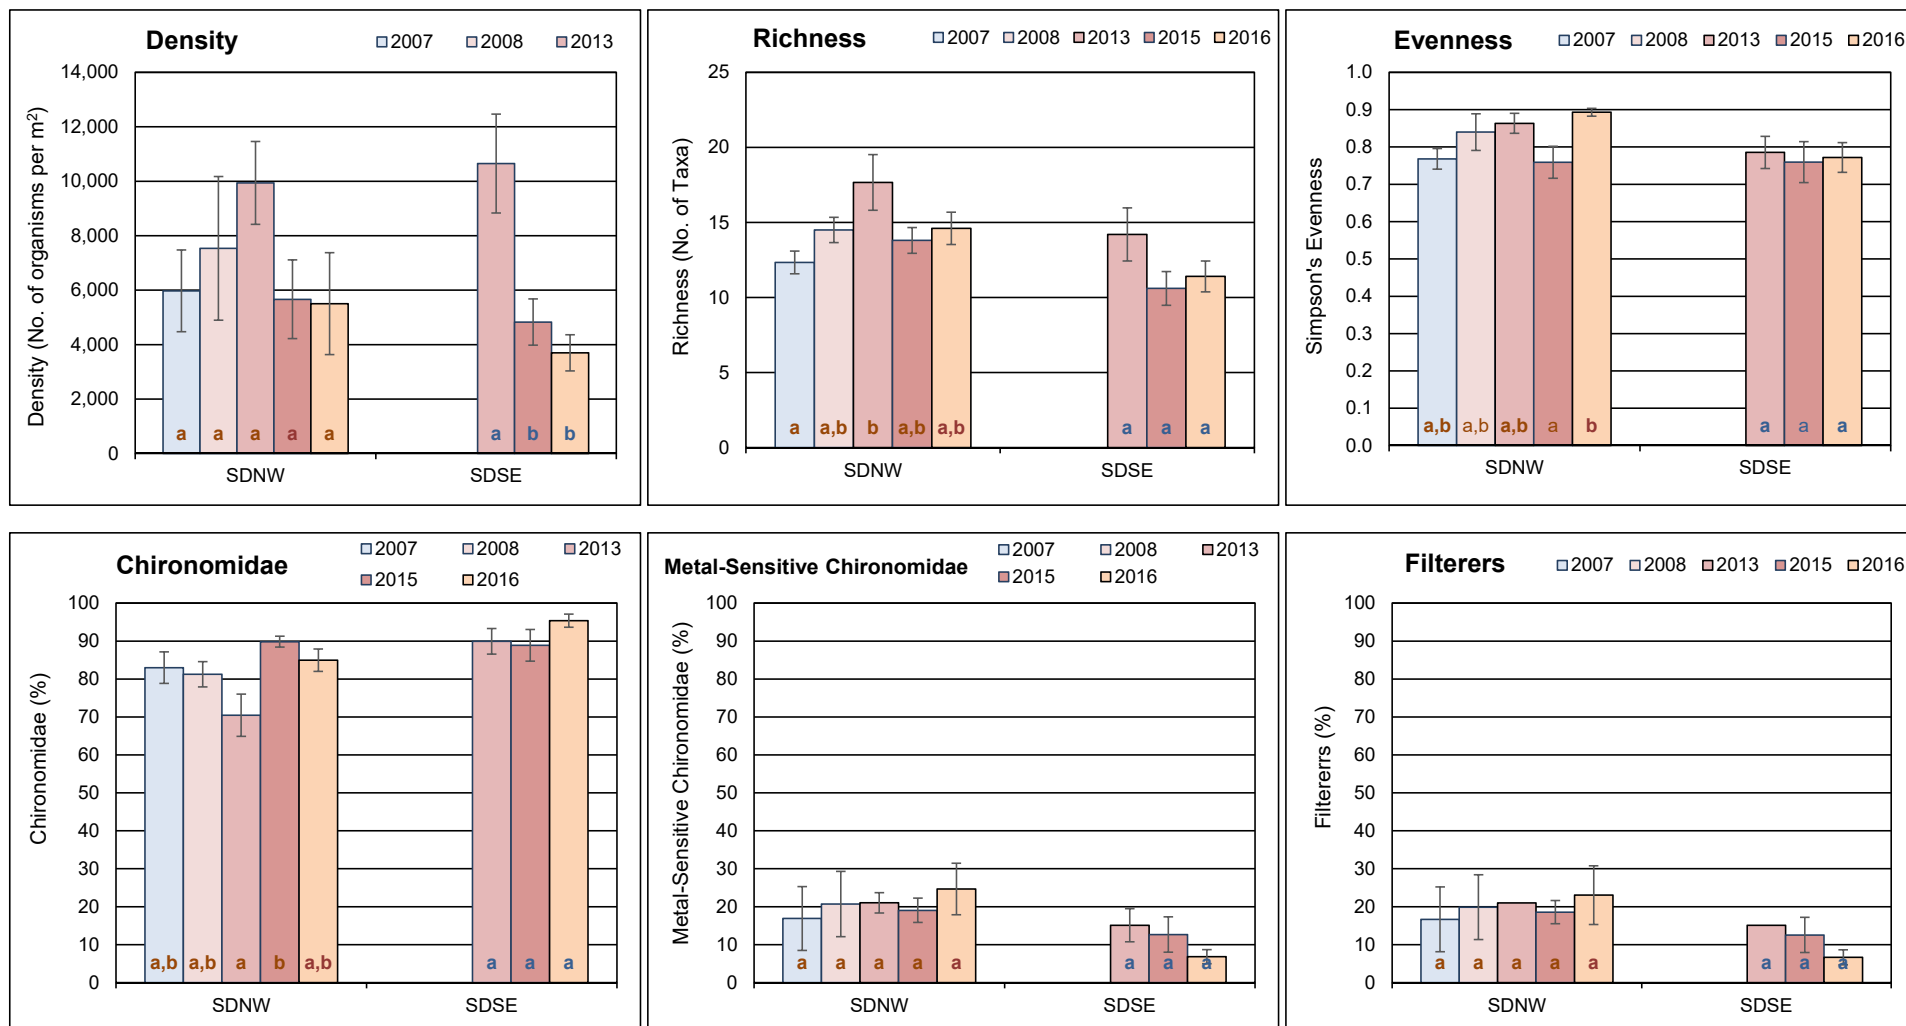 Density
2007 2008 2013
14,000
12,000
10,000
8,000
6,000
4,000
2,000
0
Density (No. of organisms per m2)
a a a a a
a b b
SDNW SDSE
Richness
2007 2008 2013 2015 2016
25
20
15
10
5
0
Richness (No. of Taxa)
a a,b b a,b a,b
a a a
SDNW SDSE
Evenness
2007 2008 2013 2015 2016
1.0
0.9
0.8
0.7
0.6
0.5
0.4
0.3
0.2
0.1
0.0
Simpson's Evenness
a,b a,b a,b a b
a a a
SDNW SDSE
Chironomidae
2007 2008 2013
2015 2016
100
90
80
70
60
50
40
30
20
10
0
Chironomidae (%)
a,b a,b a b a,b
a a a
SDNW SDSE
Metal-Sensitive Chironomidae
2007 2008 2013
2015 2016
100
90
80
70
60
50
40
30
20
10
0
Metal-Sensitive Chironomidae (%)
a a a a a
a a a
SDNW SDSE
Filterers
2007 2008 2013 2015 2016
100
90
80
70
60
50
40
30
20
10
0
Filtererrs (%)
a a a a a
a a a
SDNW SDSE